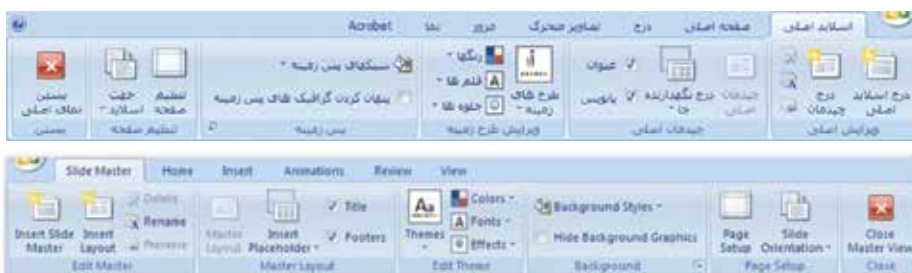 اسلاید اصلی صفحه اصلی درج تصاویر متحرک مرور نما Acrobat
درج اسلاید اصلی درج چیدمان چیدمان اصلی درج نگهدارنده جا عنوان پانویس طرح های زمینه رنگها قلم ها جلوه ها سبکهای پس زمینه پنهان کردن گرافیک های پس زمینه تنظیم صفحه جهت اسلاید بستن نمای اصلی
ویرایش اصلی چیدمان اصلی ویرایش طرح زمینه پس زمینه تنظیم صفحه بستن
Slide Master Home Insert Animations Review View
Insert Slide Master Insert Layout Delete Rename Preserve Master Layout Insert Placeholder Title Footers Aa Themes Colors A Fonts Effects Background Styles Hide Background Graphics Page Setup Slide Orientation Close Master View
Edit Master Master Layout Edit Theme Background Page Setup Close